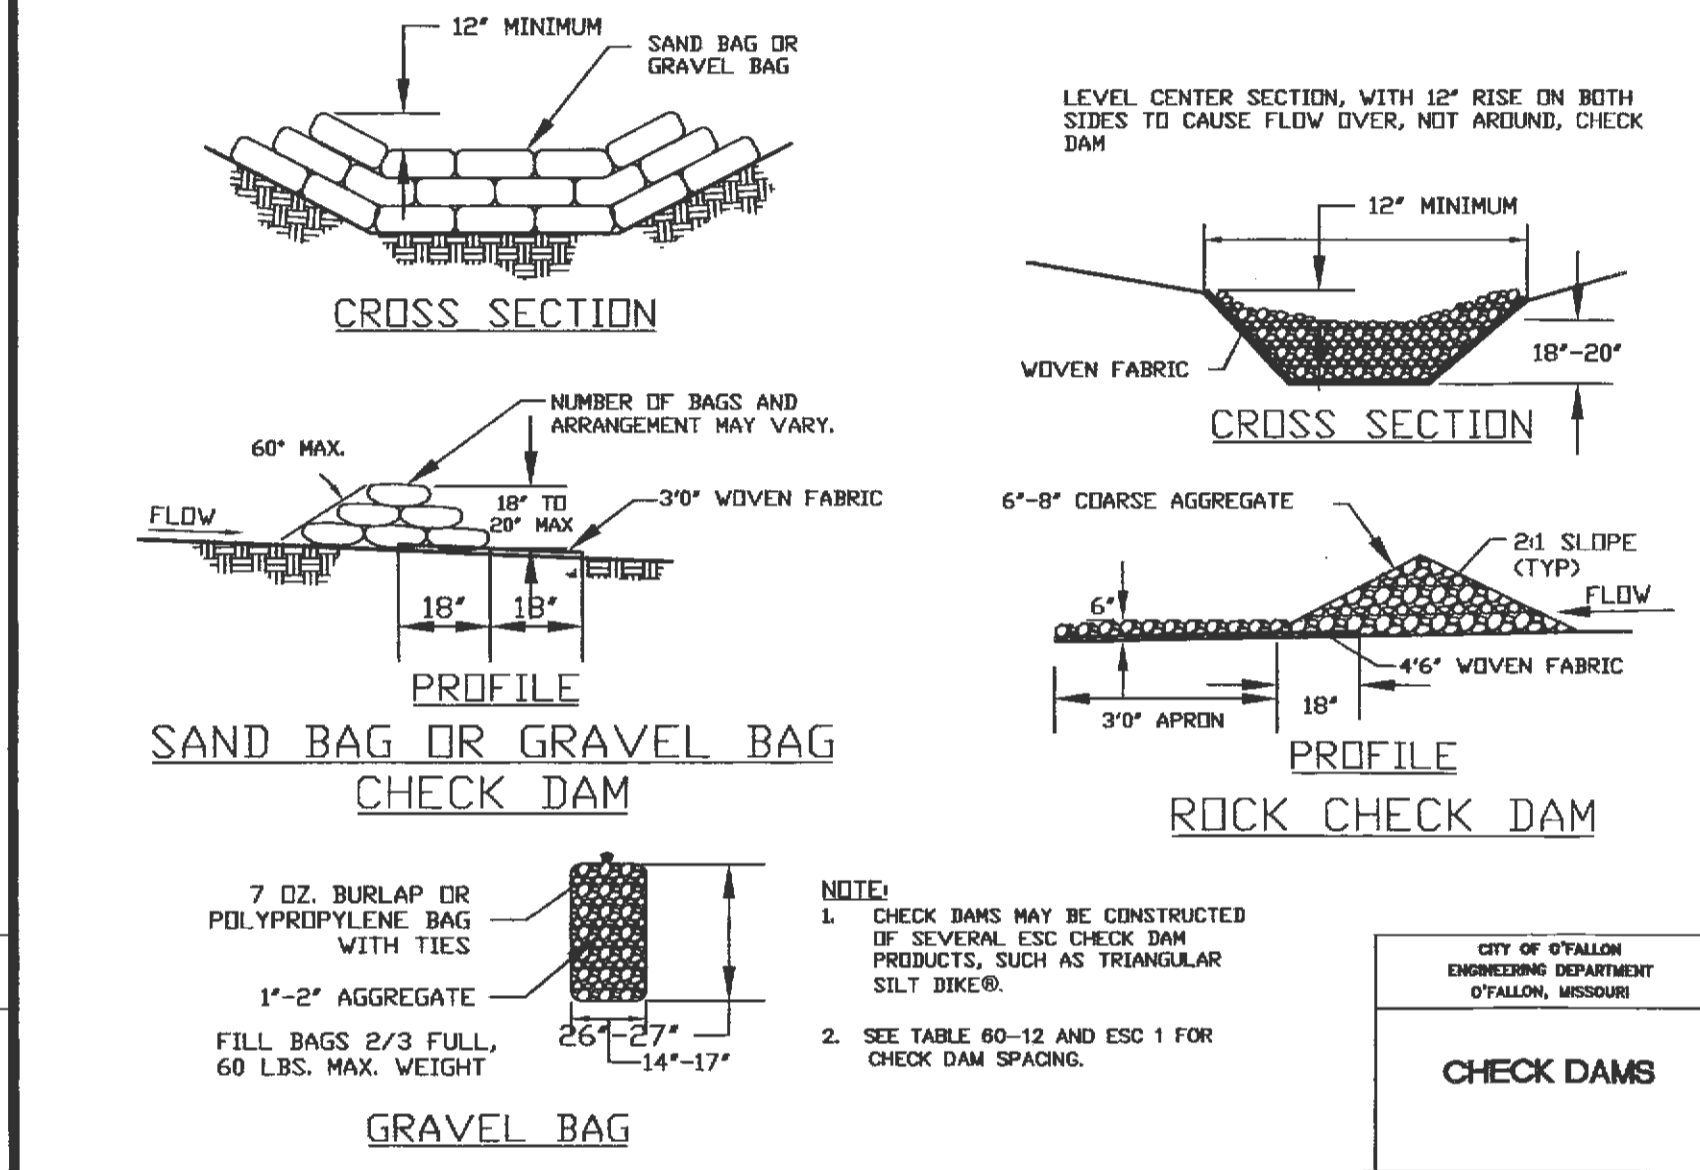 12" MINIMUM
SAND BAG OR
GRAVEL BAG
CROSS SECTION
NUMBER OF BAGS AND
ARRANGEMENT MAY VARY.
60° MAX.
FLOW
18" TO
20" MAX
3'0" WOVEN FABRIC
18"
18"
PROFILE
SAND BAG OR GRAVEL BAG
CHECK DAM
7 OZ. BURLAP OR
POLYPROPYLENE BAG
WITH TIES
1"-2" AGGREGATE
FILL BAGS 2/3 FULL,
60 LBS. MAX. WEIGHT
26"-27"
14"-17"
GRAVEL BAG
LEVEL CENTER SECTION, WITH 12" RISE ON BOTH
SIDES TO CAUSE FLOW OVER, NOT AROUND, CHECK
DAM
12" MINIMUM
WOVEN FABRIC
18"-20"
CROSS SECTION
6"-8" COARSE AGGREGATE
2:1 SLOPE
(TYP)
FLOW
6"
4'6" WOVEN FABRIC
3'0" APRON
18"
PROFILE
ROCK CHECK DAM
NOTE:
1. CHECK DAMS MAY BE CONSTRUCTED
OF SEVERAL ESC CHECK DAM
PRODUCTS, SUCH AS TRIANGULAR
SILT DIKE®.
2. SEE TABLE 60-12 AND ESC 1 FOR
CHECK DAM SPACING.
CITY OF O'FALLON
ENGINEERING DEPARTMENT
O'FALLON, MISSOURI
CHECK DAMS